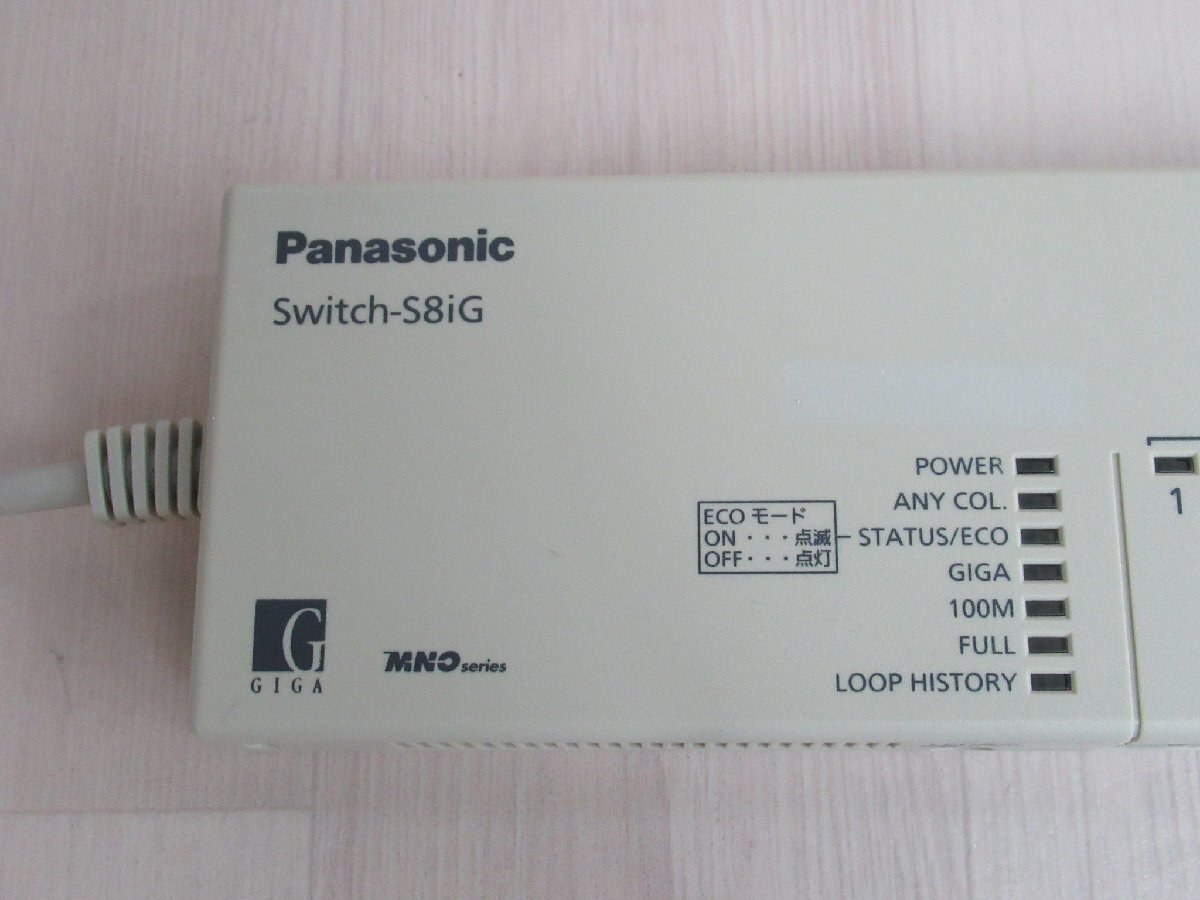 Panasonic
Switch-S8iG
POWER
ANY COL.
ECO モード
ON・・・点滅
OFF・・・点灯
STATUS/ECO
GIGA
100M
FULL
LOOP HISTORY
1
G
GIGA
MNO series